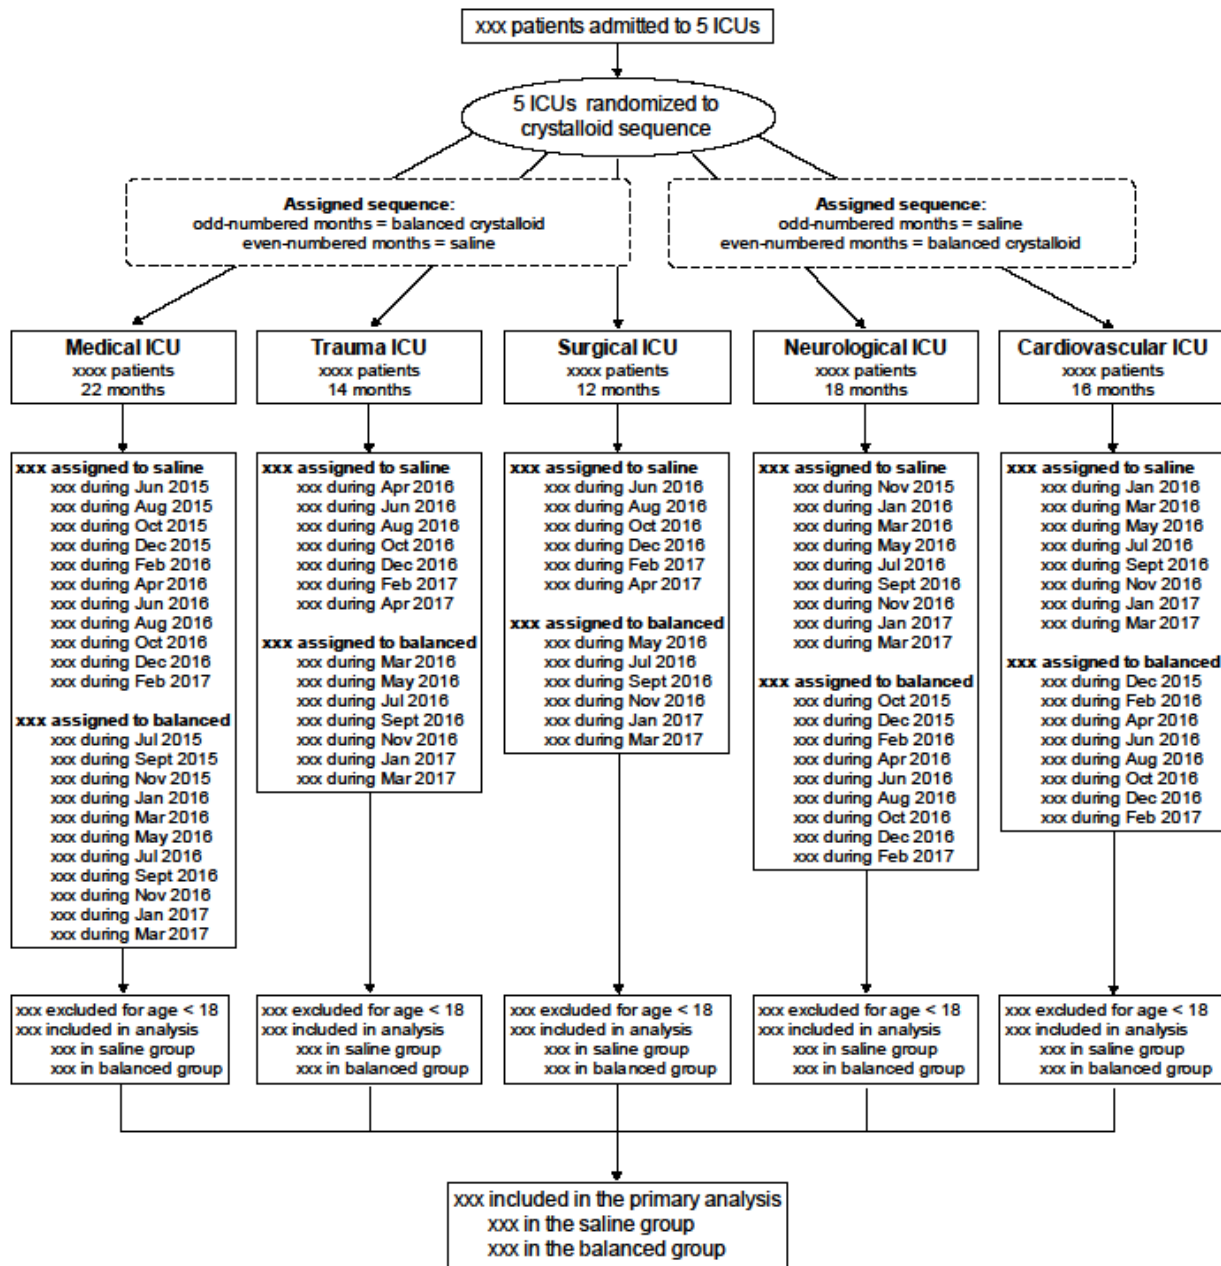 xxx patients admitted to 5 ICUs
5 ICUs randomized to
crystalloid sequence
Assigned sequence:
odd-numbered months = balanced crystalloid
even-numbered months = saline
Assigned sequence:
odd-numbered months = saline
even-numbered months = balanced crystalloid
Medical ICU
xxxx patients
22 months
Trauma ICU
xxxx patients
14 months
Surgical ICU
xxxx patients
12 months
Neurological ICU
xxxx patients
18 months
Cardiovascular ICU
xxxx patients
16 months
xxx assigned to saline
xxx during Jun 2015
xxx during Aug 2015
xxx during Oct 2015
xxx during Dec 2015
xxx during Feb 2016
xxx during Apr 2016
xxx during Jun 2016
xxx during Aug 2016
xxx during Oct 2016
xxx during Dec 2016
xxx during Feb 2017
xxx assigned to balanced
xxx during Jul 2015
xxx during Sept 2015
xxx during Nov 2015
xxx during Jan 2016
xxx during Mar 2016
xxx during May 2016
xxx during Jul 2016
xxx during Sept 2016
xxx during Nov 2016
xxx during Jan 2017
xxx during Mar 2017
xxx assigned to saline
xxx during Apr 2016
xxx during Jun 2016
xxx during Aug 2016
xxx during Oct 2016
xxx during Dec 2016
xxx during Feb 2017
xxx during Apr 2017
xxx assigned to balanced
xxx during Mar 2016
xxx during May 2016
xxx during Jul 2016
xxx during Sept 2016
xxx during Nov 2016
xxx during Jan 2017
xxx during Mar 2017
xxx assigned to saline
xxx during Jun 2016
xxx during Aug 2016
xxx during Oct 2016
xxx during Dec 2016
xxx during Feb 2017
xxx during Apr 2017
xxx assigned to balanced
xxx during May 2016
xxx during Jul 2016
xxx during Sept 2016
xxx during Nov 2016
xxx during Jan 2017
xxx during Mar 2017
xxx assigned to saline
xxx during Nov 2015
xxx during Jan 2016
xxx during Mar 2016
xxx during May 2016
xxx during Jul 2016
xxx during Sept 2016
xxx during Nov 2016
xxx during Jan 2017
xxx during Mar 2017
xxx assigned to balanced
xxx during Oct 2015
xxx during Dec 2015
xxx during Feb 2016
xxx during Apr 2016
xxx during Jun 2016
xxx during Aug 2016
xxx during Oct 2016
xxx during Dec 2016
xxx during Feb 2017
xxx assigned to saline
xxx during Jan 2016
xxx during Mar 2016
xxx during May 2016
xxx during Jul 2016
xxx during Sept 2016
xxx during Nov 2016
xxx during Jan 2017
xxx during Mar 2017
xxx assigned to balanced
xxx during Dec 2015
xxx during Feb 2016
xxx during Apr 2016
xxx during Jun 2016
xxx during Aug 2016
xxx during Oct 2016
xxx during Dec 2016
xxx during Feb 2017
xxx excluded for age < 18
xxx included in analysis
xxx in saline group
xxx in balanced group
xxx excluded for age < 18
xxx included in analysis
xxx in saline group
xxx in balanced group
xxx excluded for age < 18
xxx included in analysis
xxx in saline group
xxx in balanced group
xxx excluded for age < 18
xxx included in analysis
xxx in saline group
xxx in balanced group
xxx excluded for age < 18
xxx included in analysis
xxx in saline group
xxx in balanced group
xxx included in the primary analysis
xxx in the saline group
xxx in the balanced group